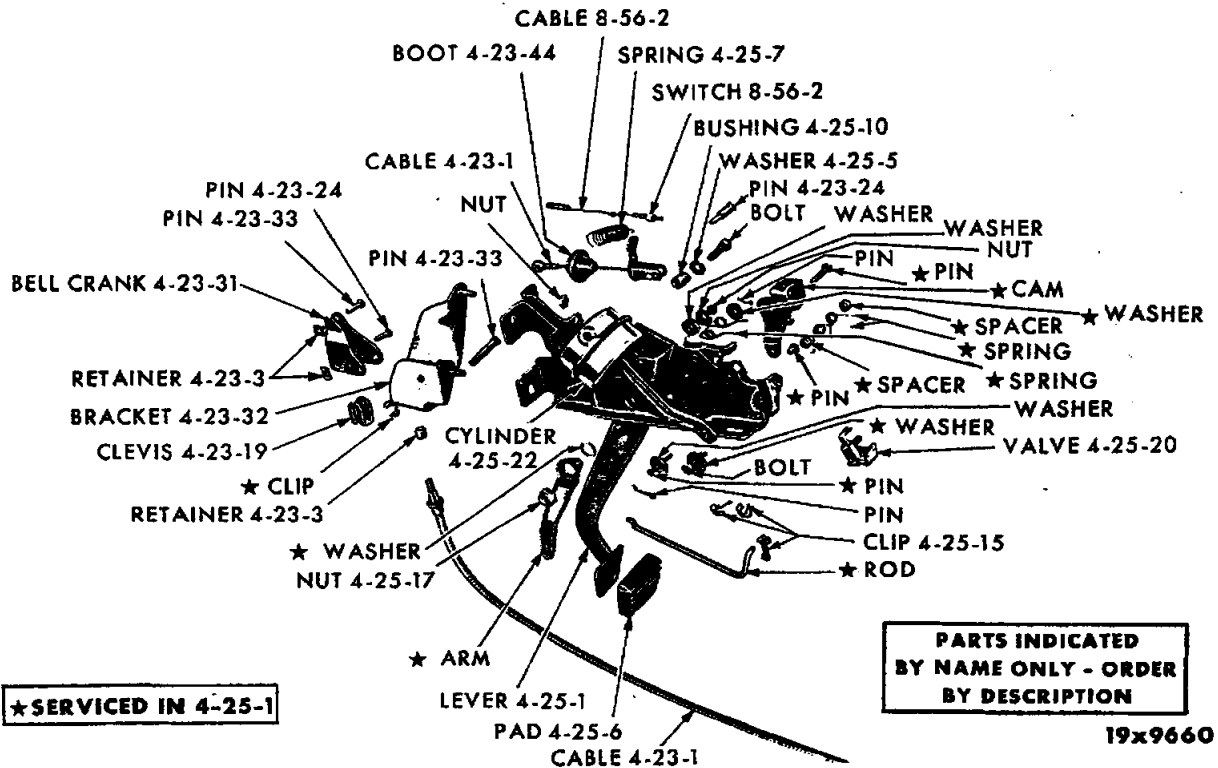 CABLE 8-56-2
BOOT 4-23-44
SPRING 4-25-7
SWITCH 8-56-2
BUSHING 4-25-10
CABLE 4-23-1
WASHER 4-25-5
PIN 4-23-24
PIN 4-23-24
NUT
BOLT
WASHER
PIN 4-23-33
WASHER
NUT
PIN 4-23-33
PIN
★ PIN
BELL CRANK 4-23-31
★ CAM
★ WASHER
★ SPACER
★ SPRING
RETAINER 4-23-3
★ SPACER
★ SPRING
★ PIN
BRACKET 4-23-32
WASHER
★ WASHER
CYLINDER
4-25-22
CLEVIS 4-23-19
VALVE 4-25-20
BOLT
★ CLIP
★ PIN
RETAINER 4-23-3
PIN
CLIP 4-25-15
★ WASHER
NUT 4-25-17
★ ROD
★ ARM
PARTS INDICATED
BY NAME ONLY - ORDER
BY DESCRIPTION
★ SERVICED IN 4-25-1
LEVER 4-25-1
PAD 4-25-6
CABLE 4-23-1
19x9660